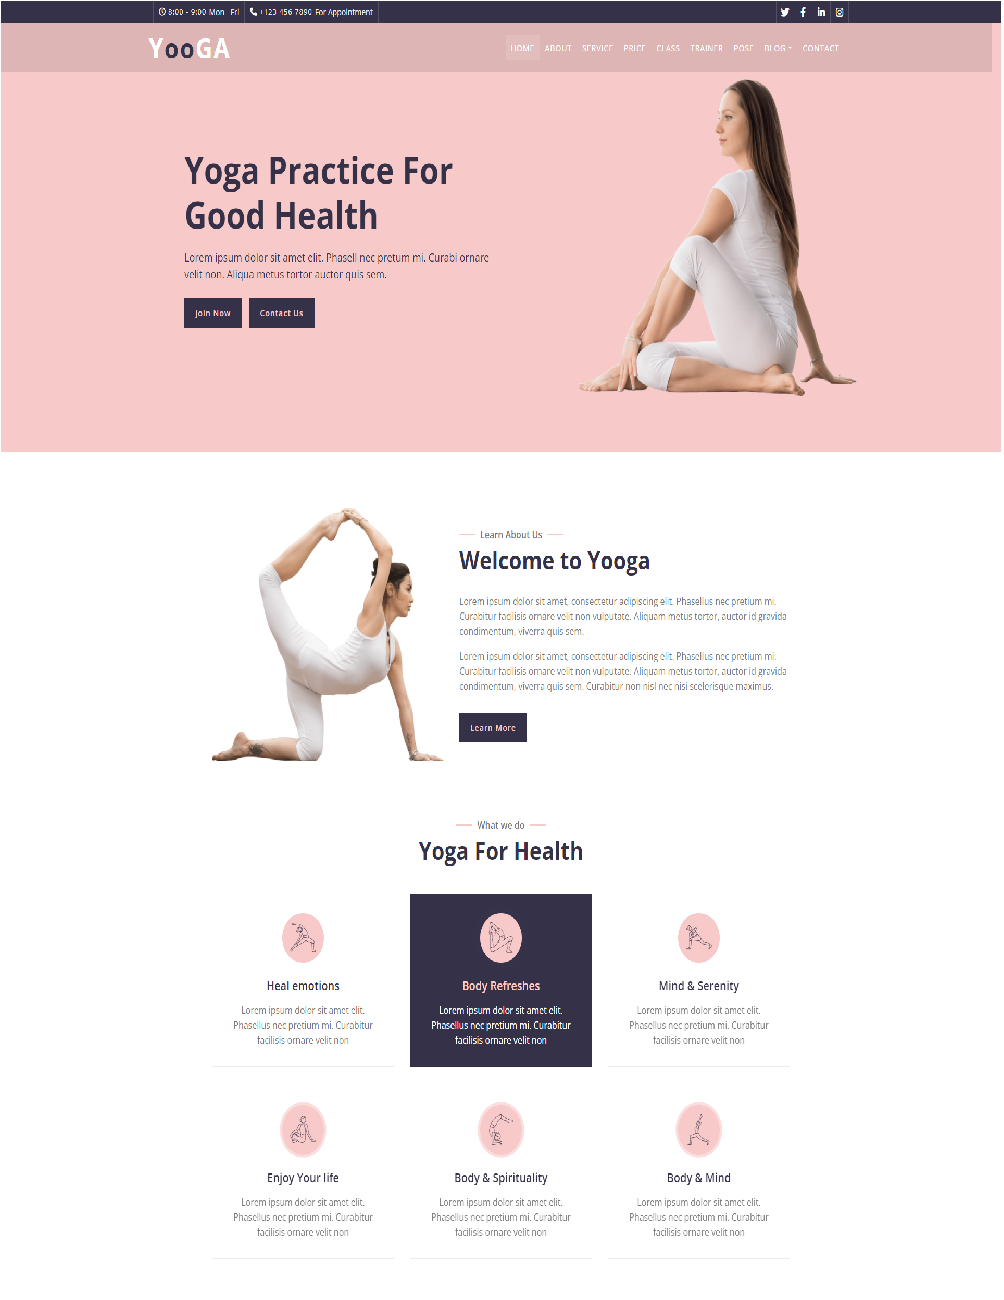 8:00 - 9:00 Mon - Fri
+123 456 7890 For Appointment
YooGA
HOME ABOUT SERVICE PRICE CLASS TRAINER POSE BLOG CONTACT
Yoga Practice For
Good Health
Lorem ipsum dolor sit amet elit. Phasell nec pretum mi. Curabi ornare
velit non. Aliqua metus tortor auctor quis sem.
Join Now
Contact Us
Learn About Us
Welcome to Yooga
Lorem ipsum dolor sit amet, consectetur adipiscing elit. Phasellus nec pretium mi.
Curabitur facilisis ornare velit non vulputate. Aliquam metus tortor, auctor id gravida
condimentum, viverra quis sem.
Lorem ipsum dolor sit amet, consectetur adipiscing elit. Phasellus nec pretium mi.
Curabitur facilisis ornare velit non vulputate. Aliquam metus tortor, auctor id gravida
condimentum, viverra quis sem. Curabitur non nisl nec nisi scelerisque maximus.
Learn More
What we do
Yoga For Health
Heal emotions
Lorem ipsum dolor sit amet elit.
Phasellus nec pretium mi. Curabitur
facilisis ornare velit non
Body Refreshes
Lorem ipsum dolor sit amet elit.
Phasellus nec pretium mi. Curabitur
facilisis ornare velit non
Mind & Serenity
Lorem ipsum dolor sit amet elit.
Phasellus nec pretium mi. Curabitur
facilisis ornare velit non
Enjoy Your life
Lorem ipsum dolor sit amet elit.
Phasellus nec pretium mi. Curabitur
facilisis ornare velit non
Body & Spirituality
Lorem ipsum dolor sit amet elit.
Phasellus nec pretium mi. Curabitur
facilisis ornare velit non
Body & Mind
Lorem ipsum dolor sit amet elit.
Phasellus nec pretium mi. Curabitur
facilisis ornare velit non